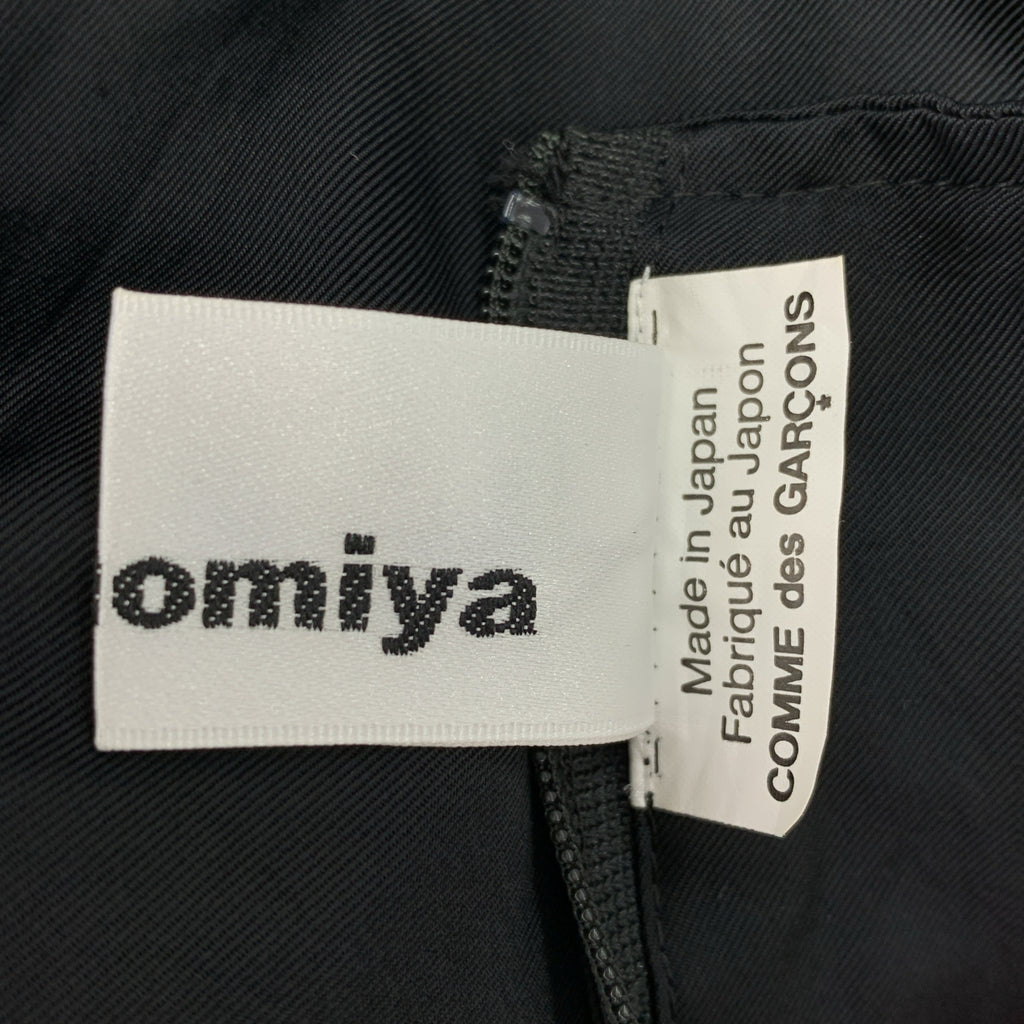 omiya
Made in Japan
Fabriqué au Japon
COMME des GARÇONS